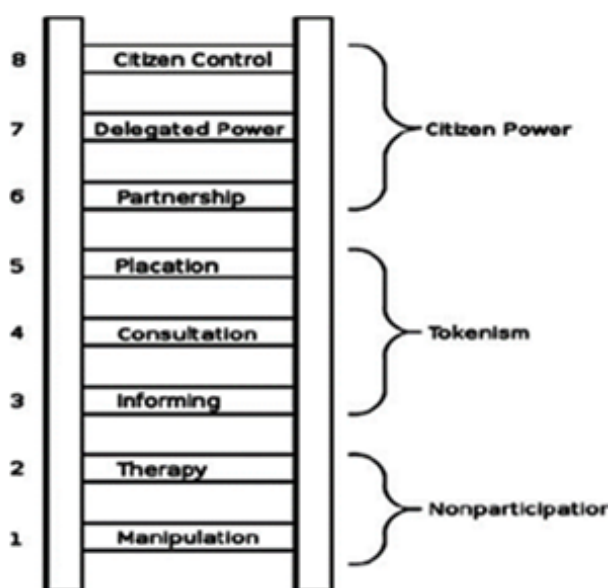 8 Citizen Control
7 Delegated Power
Citizen Power
6 Partnership
5 Placation
4 Consultation
Tokenism
3 Informing
2 Therapy
Nonparticipation
1 Manipulation